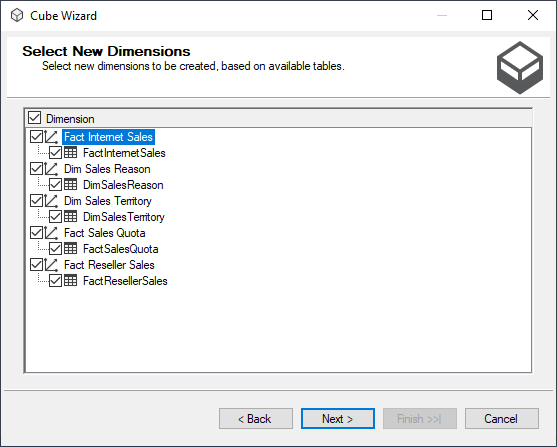 Cube Wizard
Select New Dimensions
Select new dimensions to be created, based on available tables.
Dimension
Fact Internet Sales
FactInternetSales
Dim Sales Reason
DimSalesReason
Dim Sales Territory
DimSalesTerritory
Fact Sales Quota
FactSalesQuota
Fact Reseller Sales
FactResellerSales
< Back Next > Finish >>| Cancel